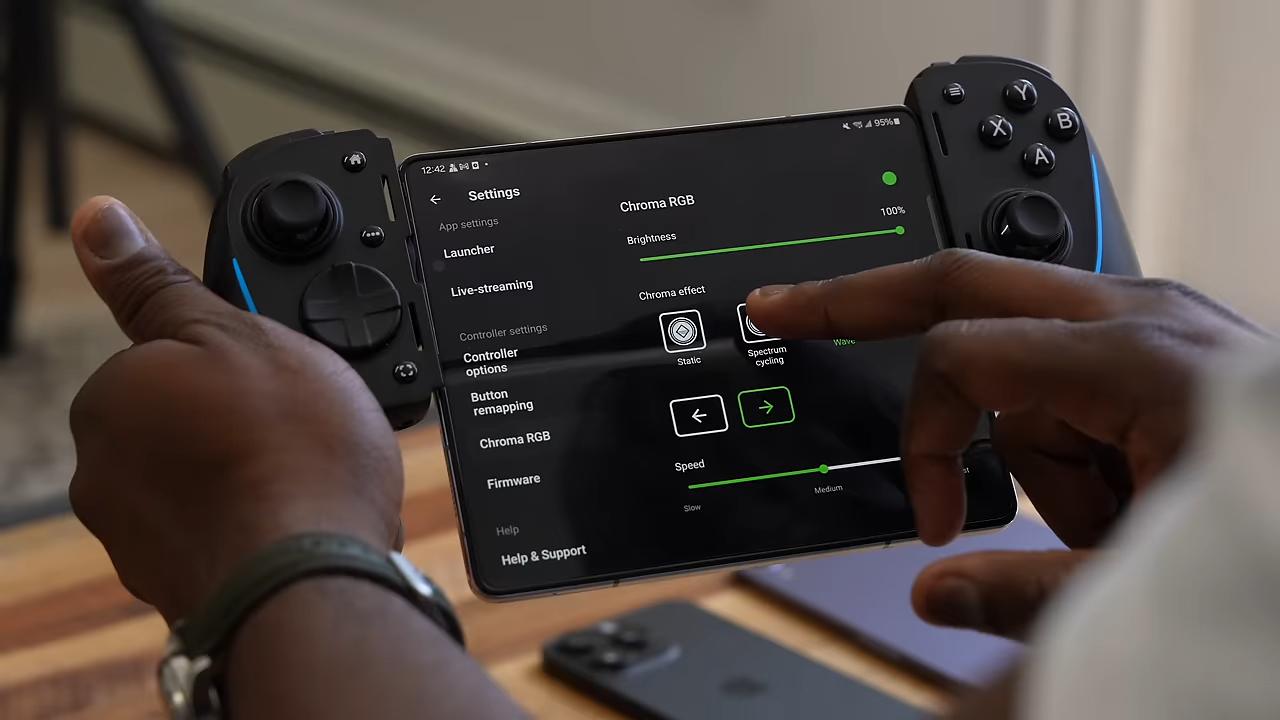 12:42
95%
Settings
App settings
Launcher
Live-streaming
Controller settings
Controller
options
Button
remapping
Chroma RGB
Firmware
Help
Help & Support
Chroma RGB
Brightness
100%
Chroma effect
Static
Spectrum
cycling
Wave
Speed
Slow
Medium
Y
X
B
A